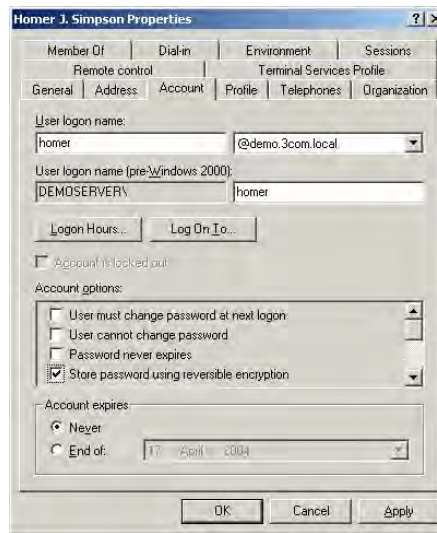 Homer J. Simpson Properties
Member Of Dial-in Environment Sessions
Remote control Terminal Services Profile
General Address Account Profile Telephones Organization
User logon name:
homer @demo.3com.local
User logon name (pre-Windows 2000):
DEMOSERVER\ homer
Logon Hours... Log On To...
Account is locked out
Account options:
User must change password at next logon
User cannot change password
Password never expires
Store password using reversible encryption
Account expires
Never
End of: 17 April 2004
OK Cancel Apply